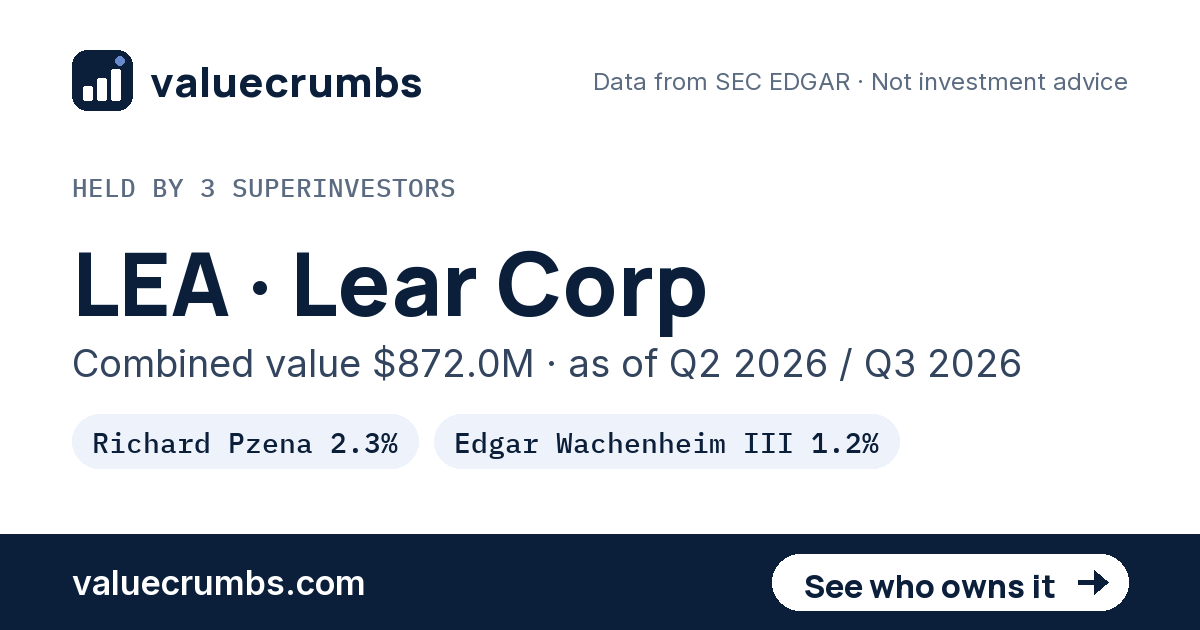 valuecrumbs
Data from SEC EDGAR · Not investment advice
HELD BY 3 SUPERINVESTORS
LEA · Lear Corp
Combined value $872.0M · as of Q2 2026 / Q3 2026
Richard Pzena 2.3%
Edgar Wachenheim III 1.2%
valuecrumbs.com
See who owns it →